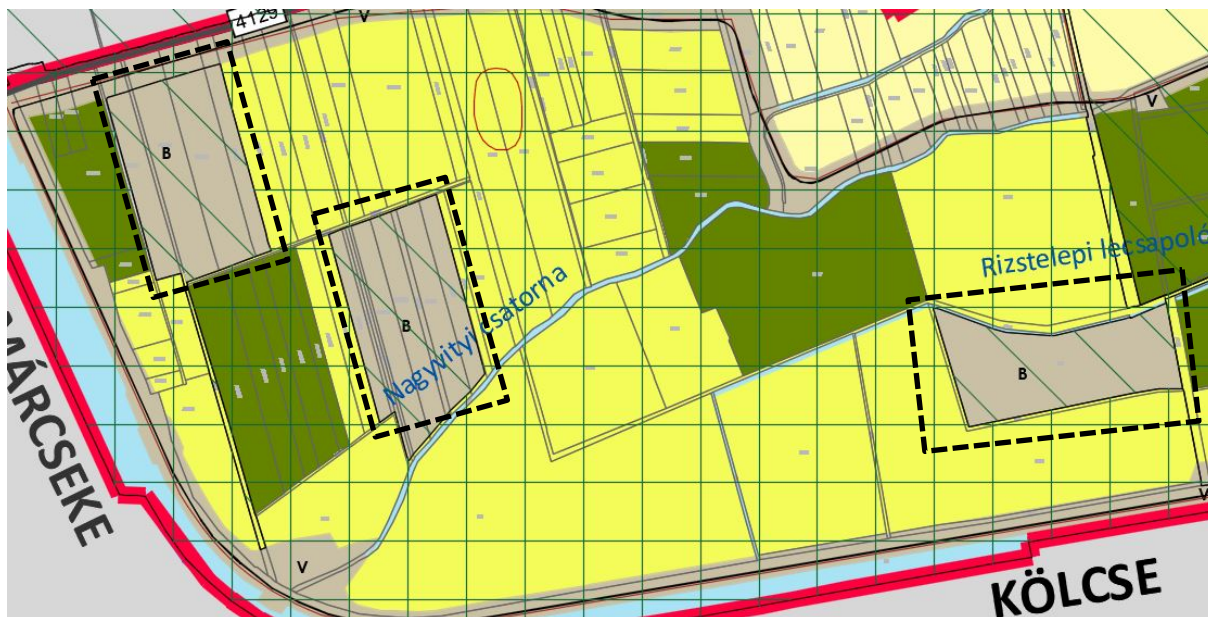 4129
V
V
B
B
Nagyvityi csatorna
Rizstelepi lecsapoló
B
MÁRCSEKE
V
V
KÖLCSE